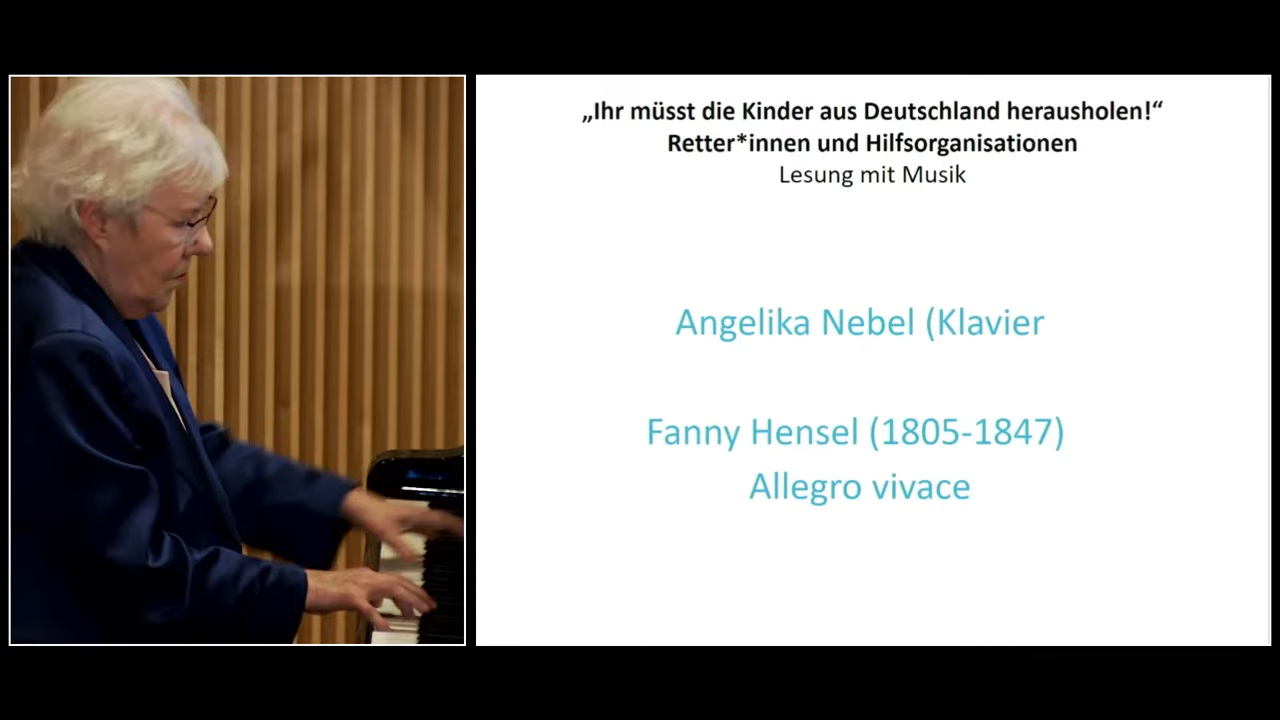 „Ihr müsst die Kinder aus Deutschland herausholen!“
Retter*innen und Hilfsorganisationen
Lesung mit Musik
Angelika Nebel (Klavier
Fanny Hensel (1805-1847)
Allegro vivace